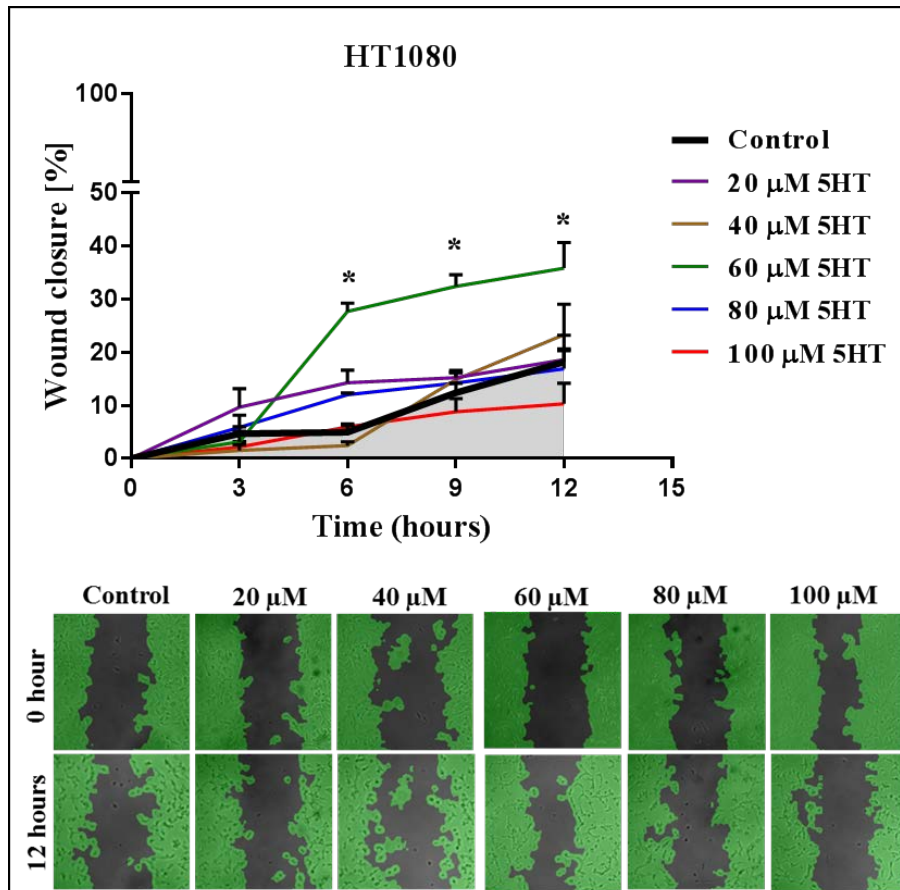 HT1080
Wound closure [%]
100
50
40
30
20
10
0
* * *
0 3 6 9 12 15
Time (hours)
Control
20 μM 5HT
40 μM 5HT
60 μM 5HT
80 μM 5HT
100 μM 5HT
Control 20 μM 40 μM 60 μM 80 μM 100 μM
0 hour
12 hours